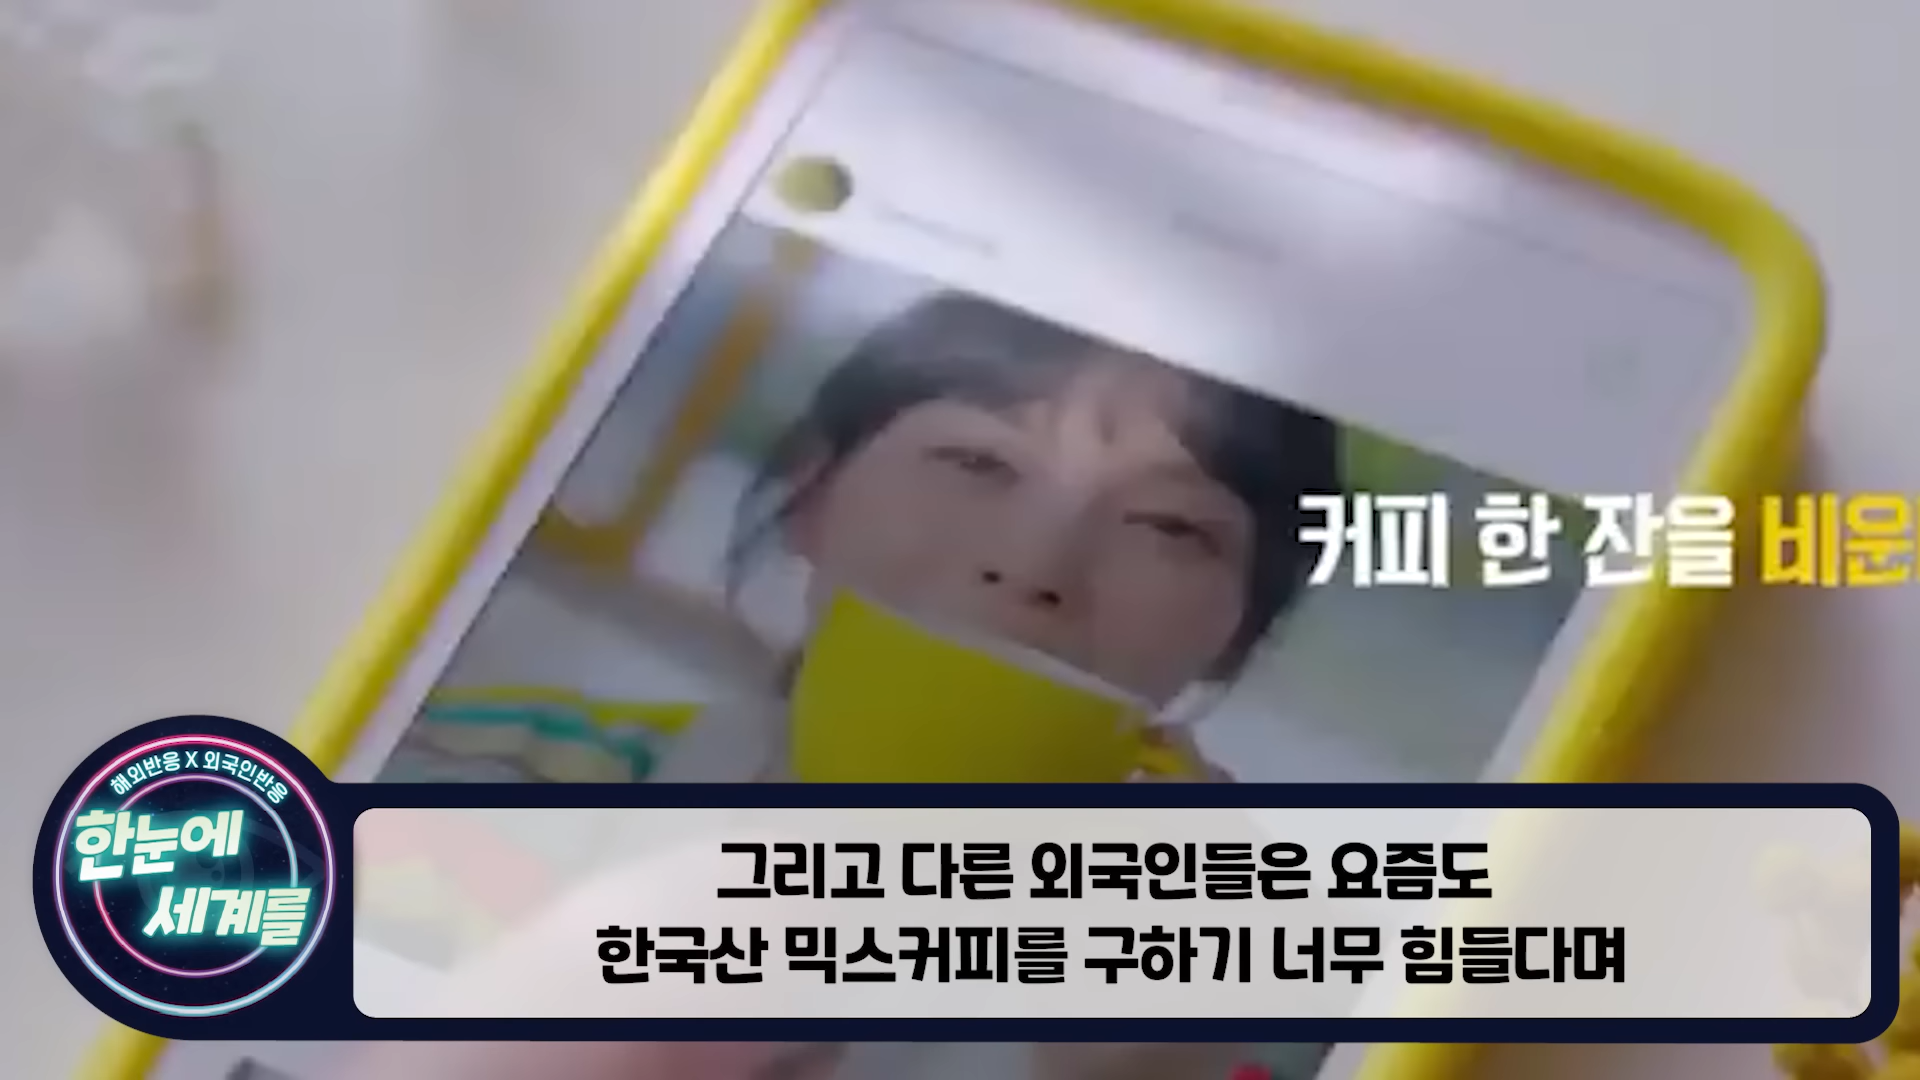 커피 한 잔을
해외반응 X 외국인반응
한눈에
세계를
그리고 다른 외국인들은 요즘도
한국산 믹스커피를 구하기 너무 힘들다며